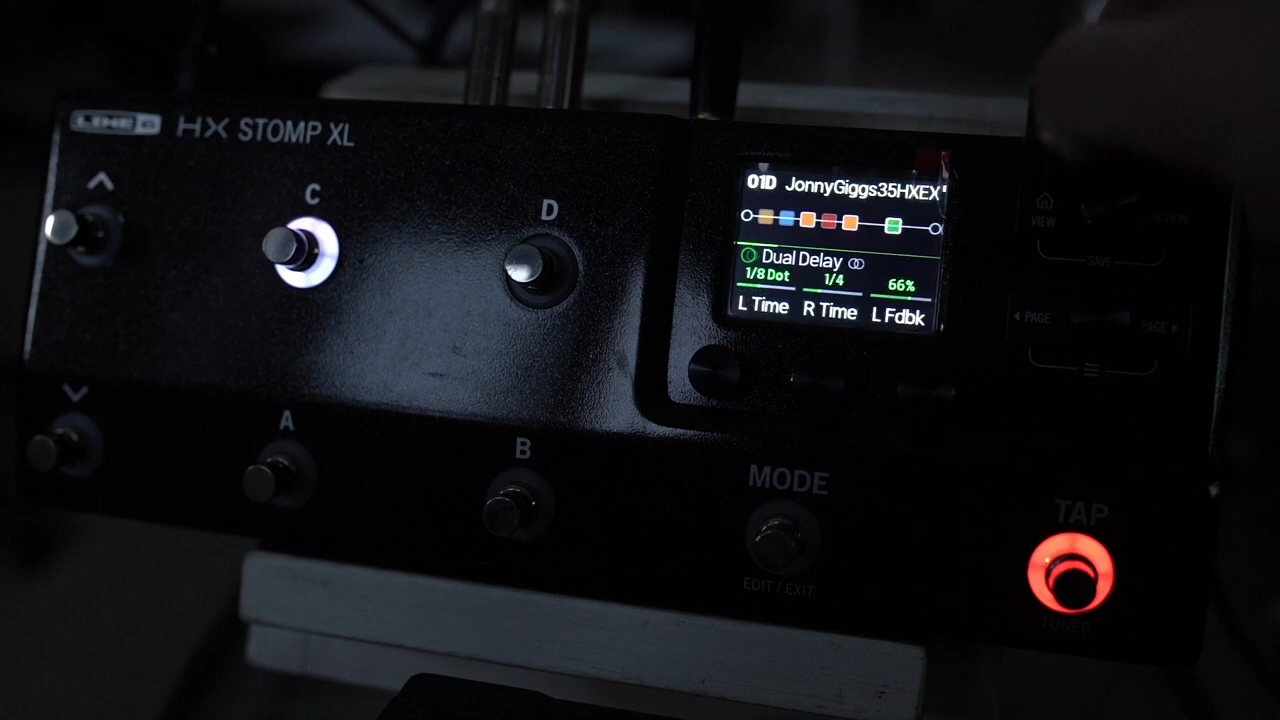 LINE 6 HX STOMP XL
C
D
01D JonnyGiggs35HXEX
Dual Delay
1/8 Dot 1/4 66%
L Time R Time L Fdbk
VIEW ACTION
SAVE
PAGE PAGE
A
B
MODE
EDIT / EXIT
TAP
TUNER